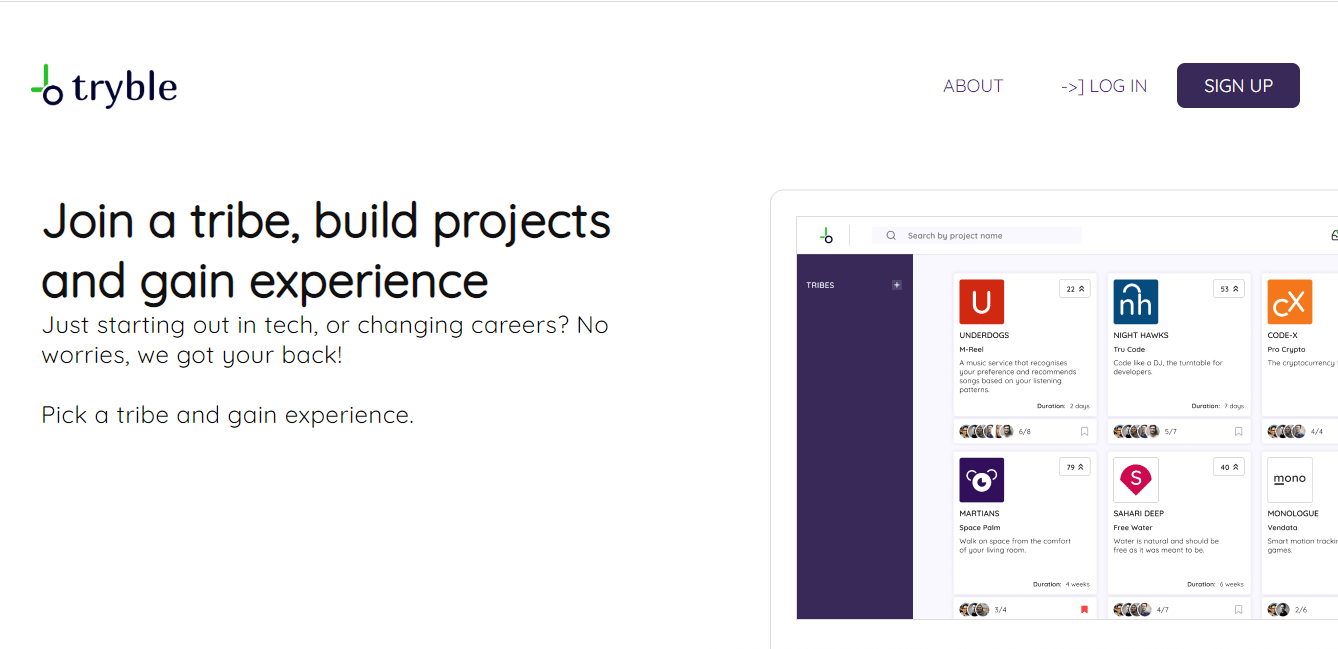 tryble
ABOUT
->] LOG IN
SIGN UP
Join a tribe, build projects
and gain experience
Just starting out in tech, or changing careers? No
worries, we got your back!
Pick a tribe and gain experience.
Search by project name
TRIBES
+
U
22
UNDERDOGS
M-Reel
A music service that recognises
your preference and recommends
songs based on your listening
patterns.
Duration: 2 days
6/8
nh
53
NIGHT HAWKS
Tru Code
Code like a DJ, the turntable for
developers.
Duration: 7 days
5/7
cX
CODE-X
Pro Crypto
The cryptocurrency
4/4
79
MARTIANS
Space Palm
Walk on space from the comfort
of your living room.
Duration: 4 weeks
3/4
S
40
SAHARI DEEP
Free Water
Water is natural and should be
free as it was meant to be.
Duration: 6 weeks
4/7
mono
MONOLOGUE
Vendata
Smart motion
games.
2/6